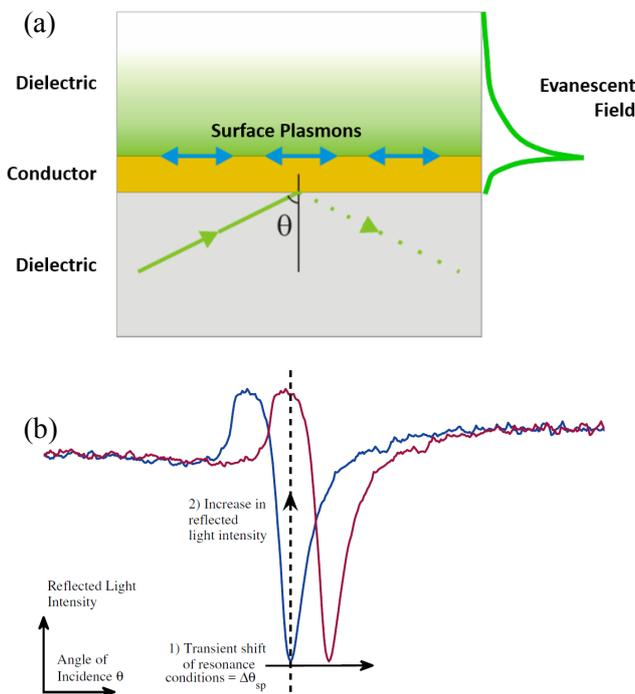 (a)
Dielectric
Surface Plasmons
Evanescent
Field
Conductor
θ
Dielectric
(b)
2) Increase in
reflected
light intensity
Reflected Light
Intensity
Angle of
Incidence θ
1) Transient shift
of resonance
conditions = Δθsp